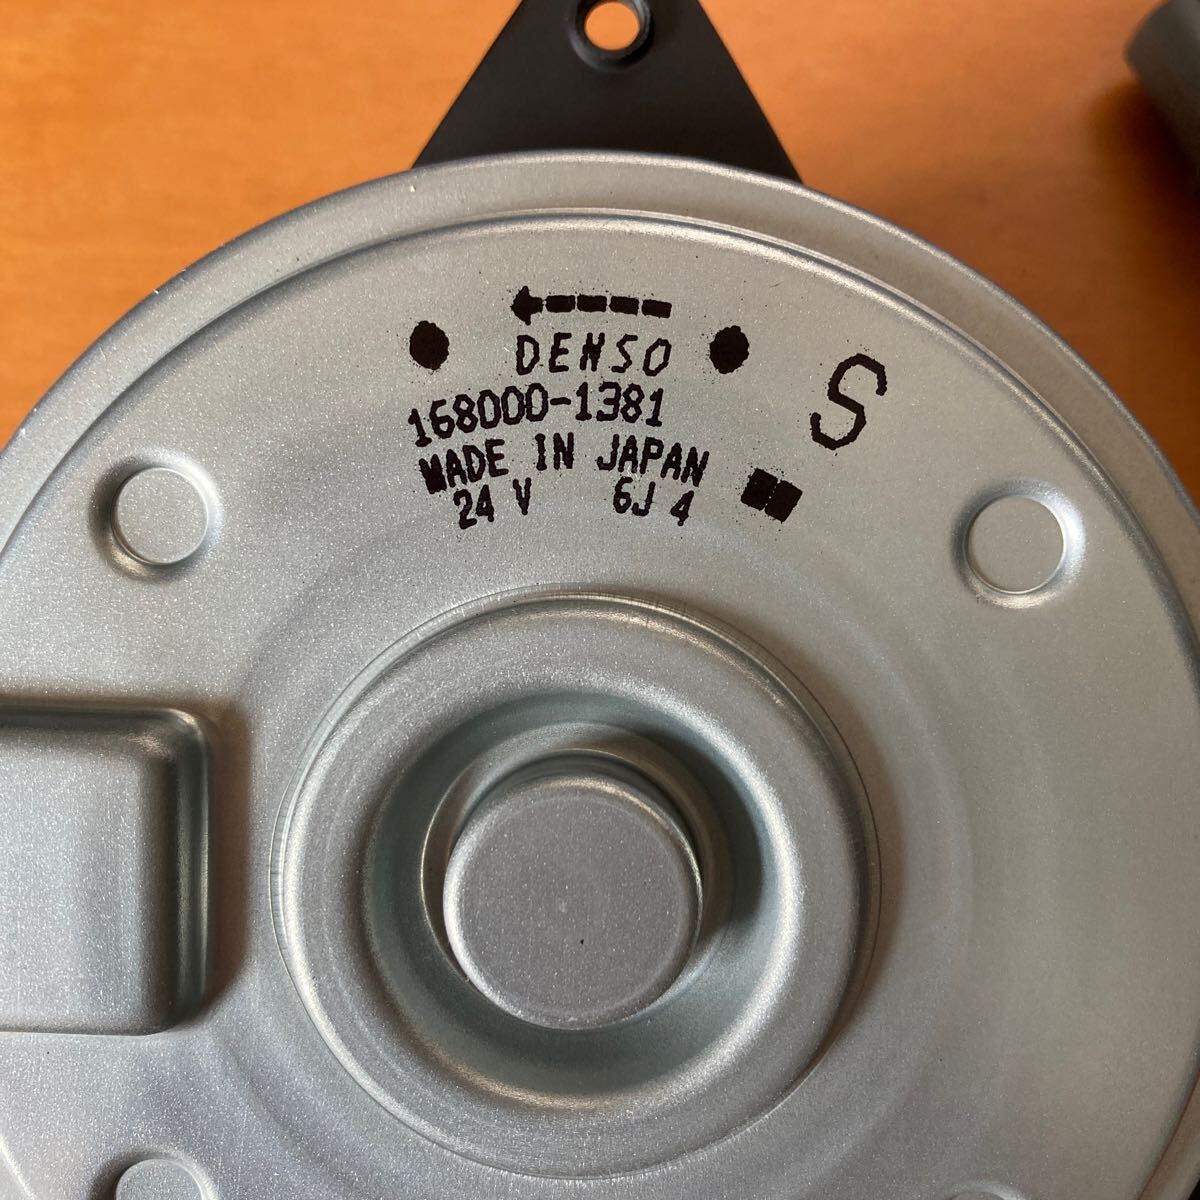 DENSO
168000-1381
S
MADE IN JAPAN
24 V 6J 4